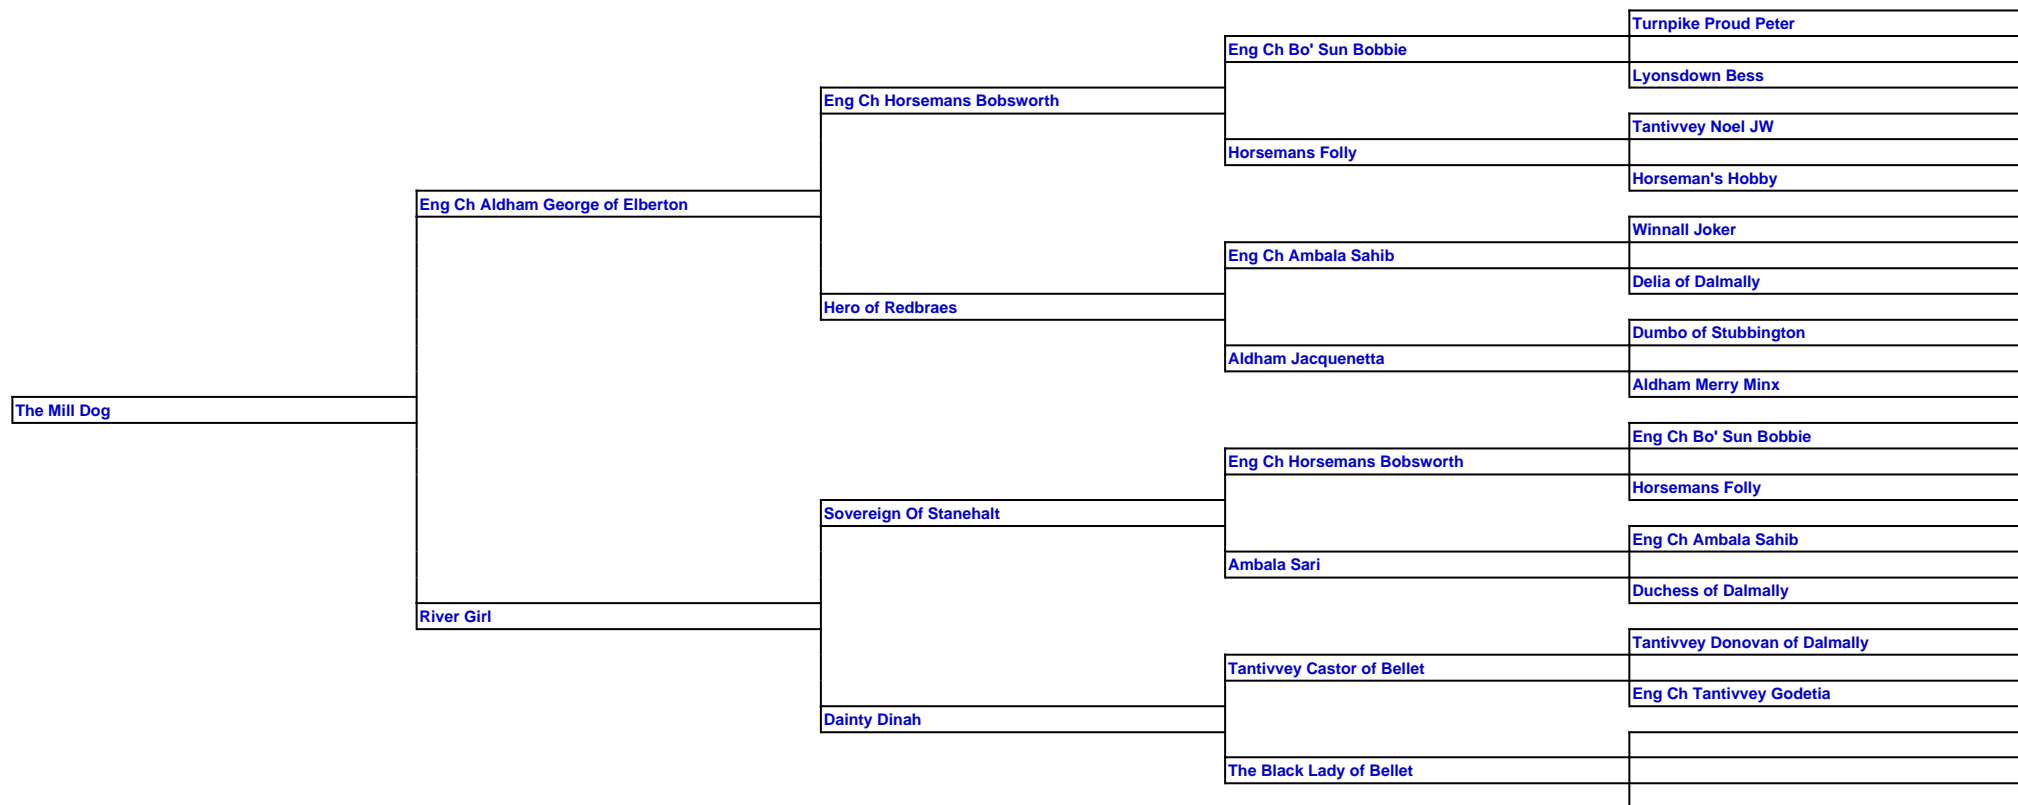 Turnpike Proud Peter
Eng Ch Bo' Sun Bobbie
Lyonsdown Bess
Eng Ch Horsemans Bobsworth
Tantivvey Noel JW
Horsemans Folly
Horseman's Hobby
Eng Ch Aldham George of Elberton
Winnall Joker
Eng Ch Ambala Sahib
Delia of Dalmally
Hero of Redbraes
Dumbo of Stubbington
Aldham Jacquenetta
Aldham Merry Minx
The Mill Dog
Eng Ch Bo' Sun Bobbie
Eng Ch Horsemans Bobsworth
Horsemans Folly
Sovereign Of Stanehalt
Eng Ch Ambala Sahib
Ambala Sari
Duchess of Dalmally
River Girl
Tantivvey Donovan of Dalmally
Tantivvey Castor of Bellet
Eng Ch Tantivvey Godetia
Dainty Dinah
The Black Lady of Bellet